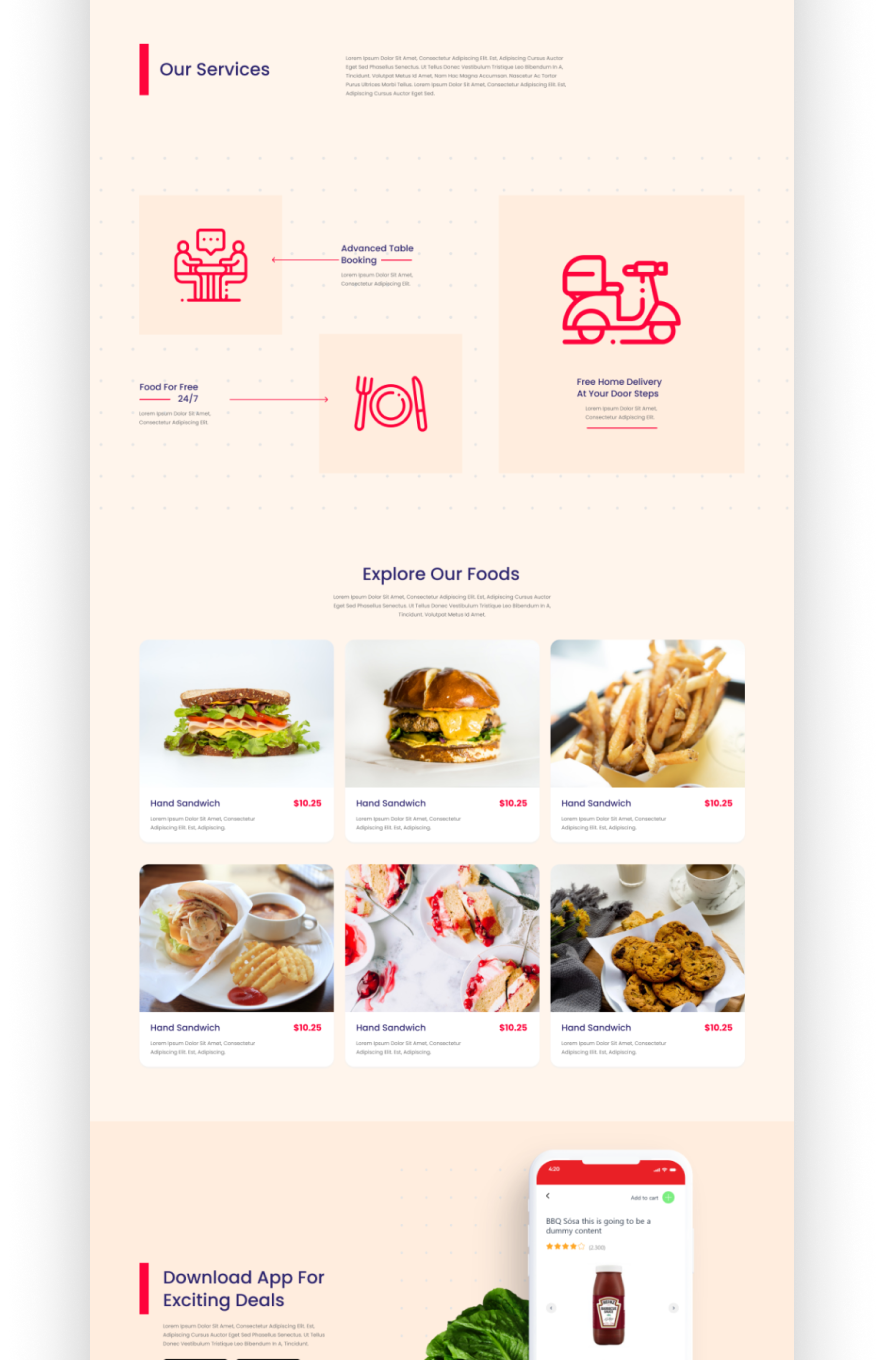 Our Services
Lorem Ipsum Dolor Sit Amet, Consectetur Adipiscing Elit. Est, Adipiscing Cursus Auctor
Eget Sed Phasellus Senectus. Ut Tellus Donec Vestibulum Tristique Leo Bibendum In A,
Tincidunt. Volutpat Metus Id Amet, Nam Hac Magna Accumsan. Nascetur Ac Tortor
Purus Ultrices Morbi Tellus. Lorem Ipsum Dolor Sit Amet, Consectetur Adipiscing Elit. Est,
Adipiscing Cursus Auctor Eget Sed.
Advanced Table
Booking
Lorem Ipsum Dolor Sit Amet,
Consectetur Adipiscing Elit.
Food For Free
24/7
Lorem Ipsum Dolor Sit Amet,
Consectetur Adipiscing Elit.
Free Home Delivery
At Your Door Steps
Lorem Ipsum Dolor Sit Amet,
Consectetur Adipiscing Elit.
Explore Our Foods
Lorem Ipsum Dolor Sit Amet, Consectetur Adipiscing Elit. Est, Adipiscing Cursus Auctor
Eget Sed Phasellus Senectus. Ut Tellus Donec Vestibulum Tristique Leo Bibendum In A,
Tincidunt. Volutpat Metus Id Amet.
Hand Sandwich $10.25
Lorem Ipsum Dolor Sit Amet, Consectetur
Adipiscing Elit. Est, Adipiscing.
Hand Sandwich $10.25
Lorem Ipsum Dolor Sit Amet, Consectetur
Adipiscing Elit. Est, Adipiscing.
Hand Sandwich $10.25
Lorem Ipsum Dolor Sit Amet, Consectetur
Adipiscing Elit. Est, Adipiscing.
Hand Sandwich $10.25
Lorem Ipsum Dolor Sit Amet, Consectetur
Adipiscing Elit. Est, Adipiscing.
Hand Sandwich $10.25
Lorem Ipsum Dolor Sit Amet, Consectetur
Adipiscing Elit. Est, Adipiscing.
Hand Sandwich $10.25
Lorem Ipsum Dolor Sit Amet, Consectetur
Adipiscing Elit. Est, Adipiscing.
4:20
Add to cart
BBQ Sósa this is going to be a
dummy content
(2,300)
HEINZ
Download App For
Exciting Deals
Lorem Ipsum Dolor Sit Amet, Consectetur Adipiscing Elit. Est,
Adipiscing Cursus Auctor Eget Sed Phasellus Senectus. Ut Tellus
Donec Vestibulum Tristique Leo Bibendum In A, Tincidunt.